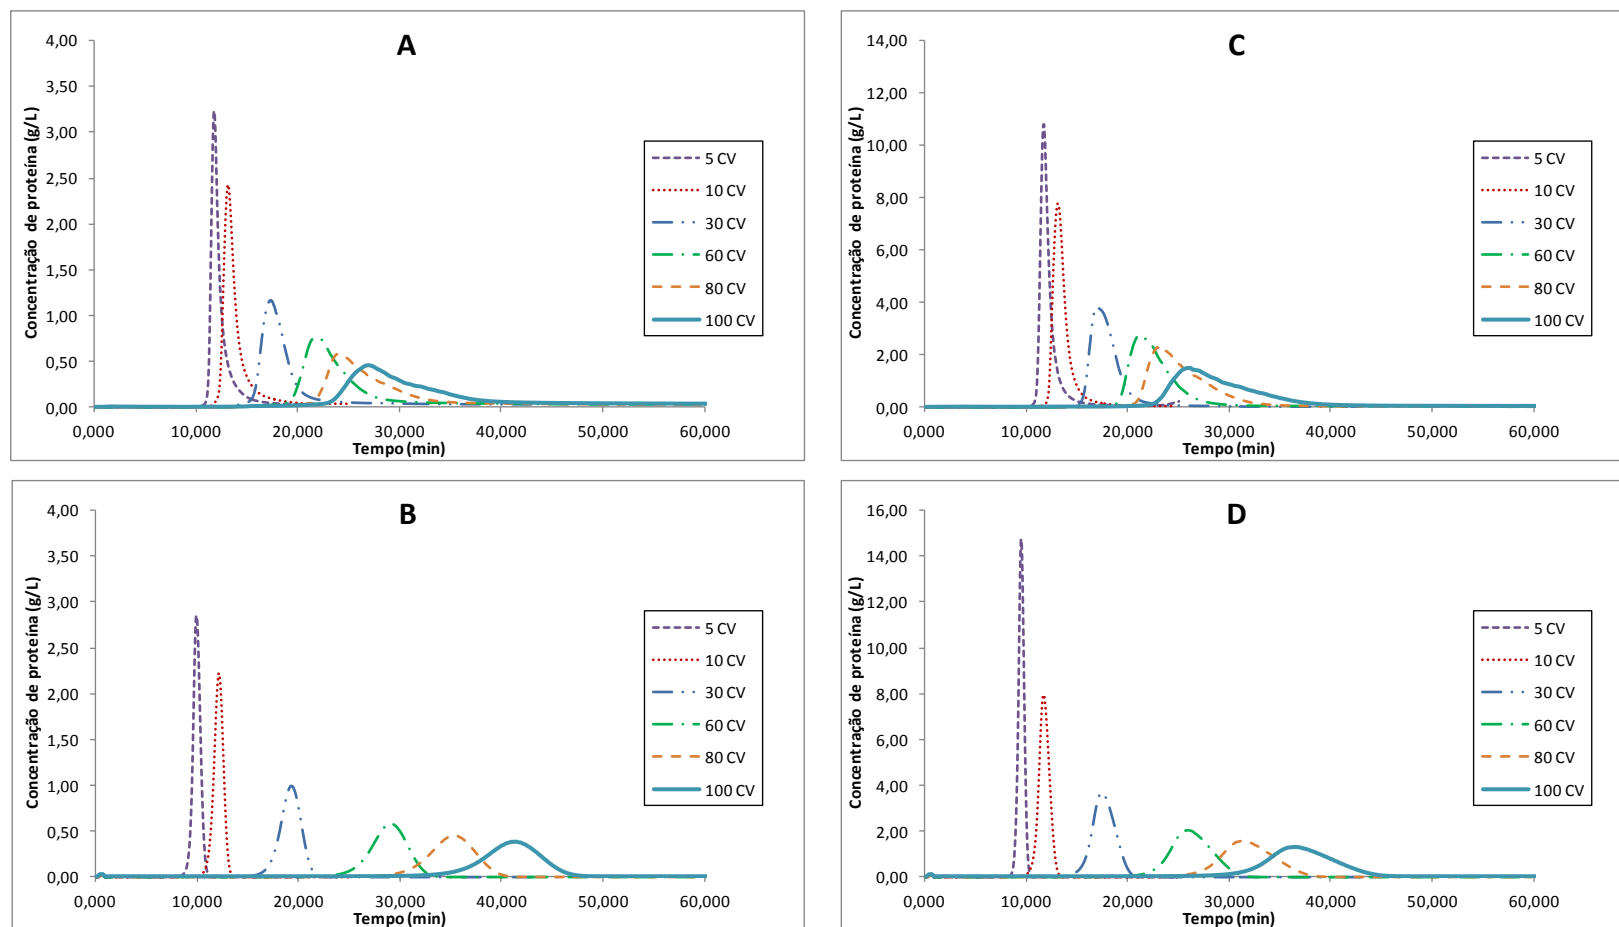 A
Concentração de proteína (g/L)
4,00
3,50
3,00
2,50
2,00
1,50
1,00
0,50
0,00
0,000 10,000 20,000 30,000 40,000 50,000 60,000
Tempo (min)
5 CV
10 CV
30 CV
60 CV
80 CV
100 CV
C
Concentração de proteína (g/L)
14,00
12,00
10,00
8,00
6,00
4,00
2,00
0,00
0,000 10,000 20,000 30,000 40,000 50,000 60,000
Tempo (min)
5 CV
10 CV
30 CV
60 CV
80 CV
100 CV
B
Concentração de proteína (g/L)
4,00
3,50
3,00
2,50
2,00
1,50
1,00
0,50
0,00
0,000 10,000 20,000 30,000 40,000 50,000 60,000
Tempo (min)
5 CV
10 CV
30 CV
60 CV
80 CV
100 CV
D
Concentração de proteína (g/L)
16,00
14,00
12,00
10,00
8,00
6,00
4,00
2,00
0,00
0,000 10,000 20,000 30,000 40,000 50,000 60,000
Tempo (min)
5 CV
10 CV
30 CV
60 CV
80 CV
100 CV